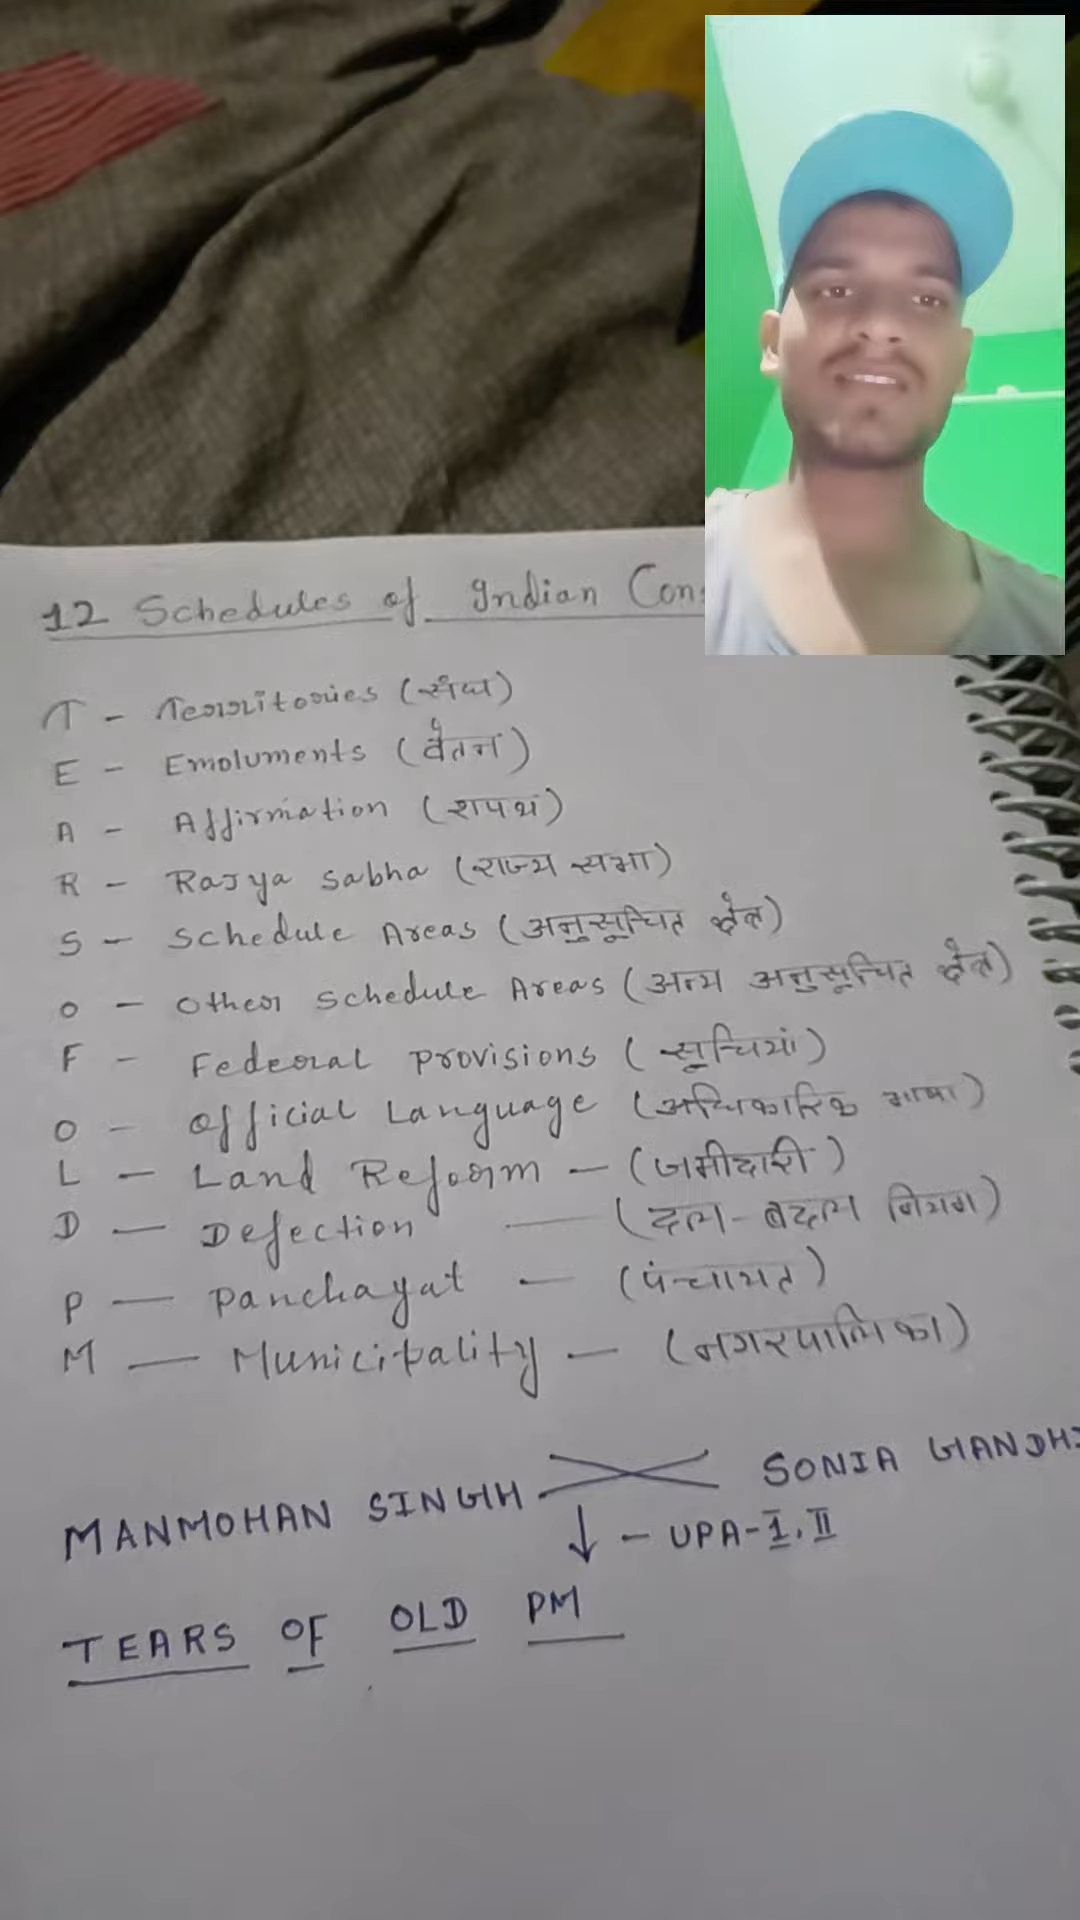 12 Schedules of Indian Con
T - Territories (संघ)
E - Emoluments (वेतन)
A - Affirmation (शपथ)
R - Rajya Sabha (राज्य सभा)
S - Schedule Areas (अनुसूचित क्षेत्र)
O - Other Schedule Areas (अन्य अनुसूचित क्षेत्र)
F - Federal provisions (सूचियां)
O - Official Language (अधिकारिक भाषा)
L - Land Reform - (जमीदारी)
D - Defection - (दल-बदल नियम)
P - Panchayat - (पंचायत)
M - Municipality - (नगरपालिका)
MANMOHAN SINGH SONIA GANDHI
↓ - UPA-I, II
TEARS OF OLD PM